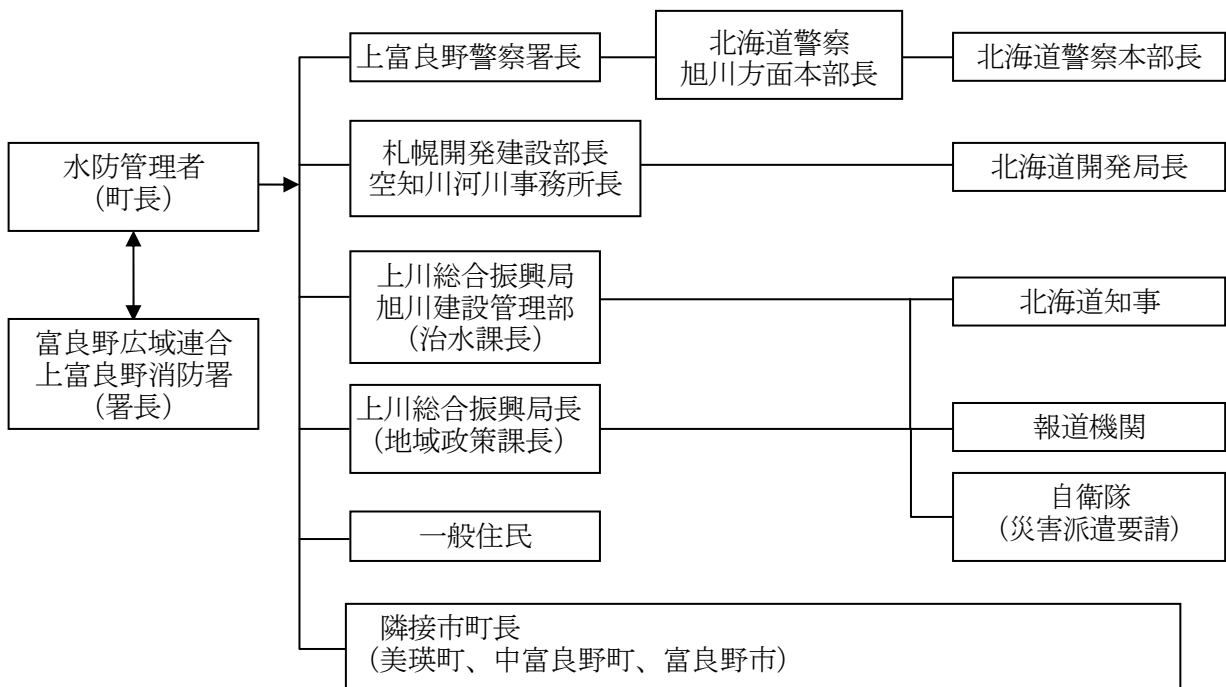 上富良野警察署長
北海道警察
旭川方面本部長
北海道警察本部長
水防管理者
（町長）
札幌開発建設部長
空知川河川事務所長
北海道開発局長
富良野広域連合
上富良野消防署
（署長）
上川総合振興局
旭川建設管理部
（治水課長）
北海道知事
上川総合振興局長
（地域政策課長）
報道機関
自衛隊
（災害派遣要請）
一般住民
隣接市町長
（美瑛町、中富良野町、富良野市）